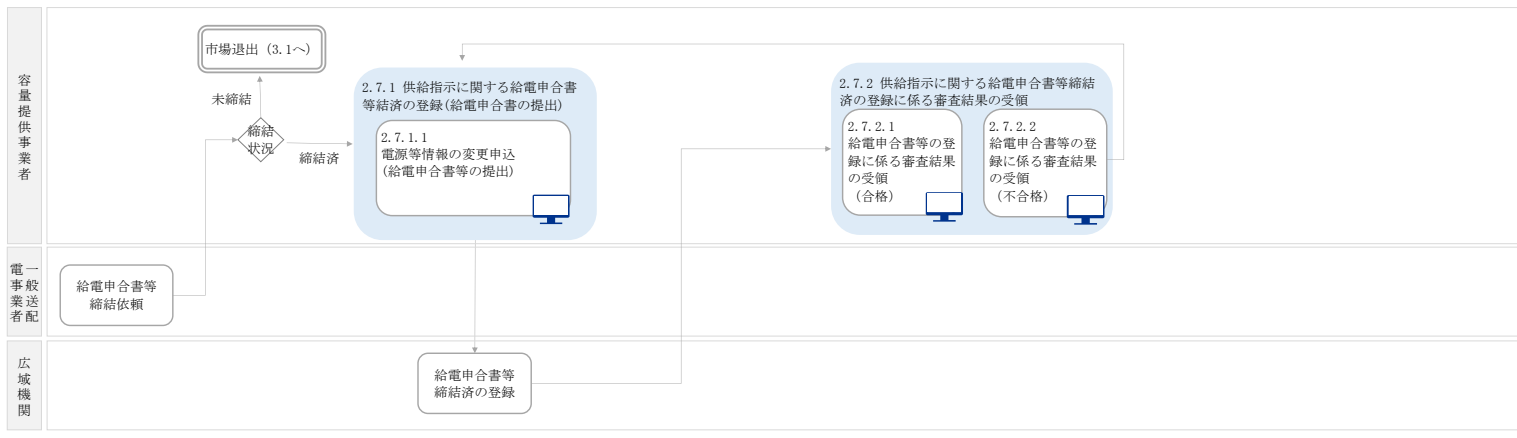 容量提供事業者
市場退出（3.1へ）
未締結
締結
状況
締結済
2.7.1 供給指示に関する給電申合書
等結済の登録(給電申合書の提出)
2.7.1.1
電源等情報の変更申込
(給電申合書等の提出)
2.7.2 供給指示に関する給電申合書等締結
済の登録に係る審査結果の受領
2.7.2.1
給電申合書等の登
録に係る審査結果
の受領
（合格）
2.7.2.2
給電申合書等の登
録に係る審査結果
の受領
（不合格）
一般送配
電事業者
給電申合書等
締結依頼
広域機関
給電申合書等
締結済の登録